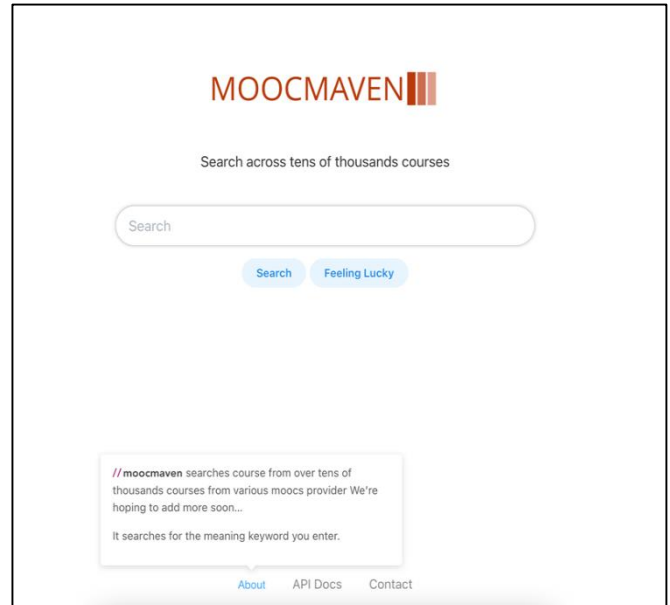 MOOCMAVEN
Search across tens of thousands courses
Search
Search Feeling Lucky
//moocmaven searches course from over tens of
thousands courses from various moocs provider We're
hoping to add more soon...
It searches for the meaning keyword you enter.
About API Docs Contact